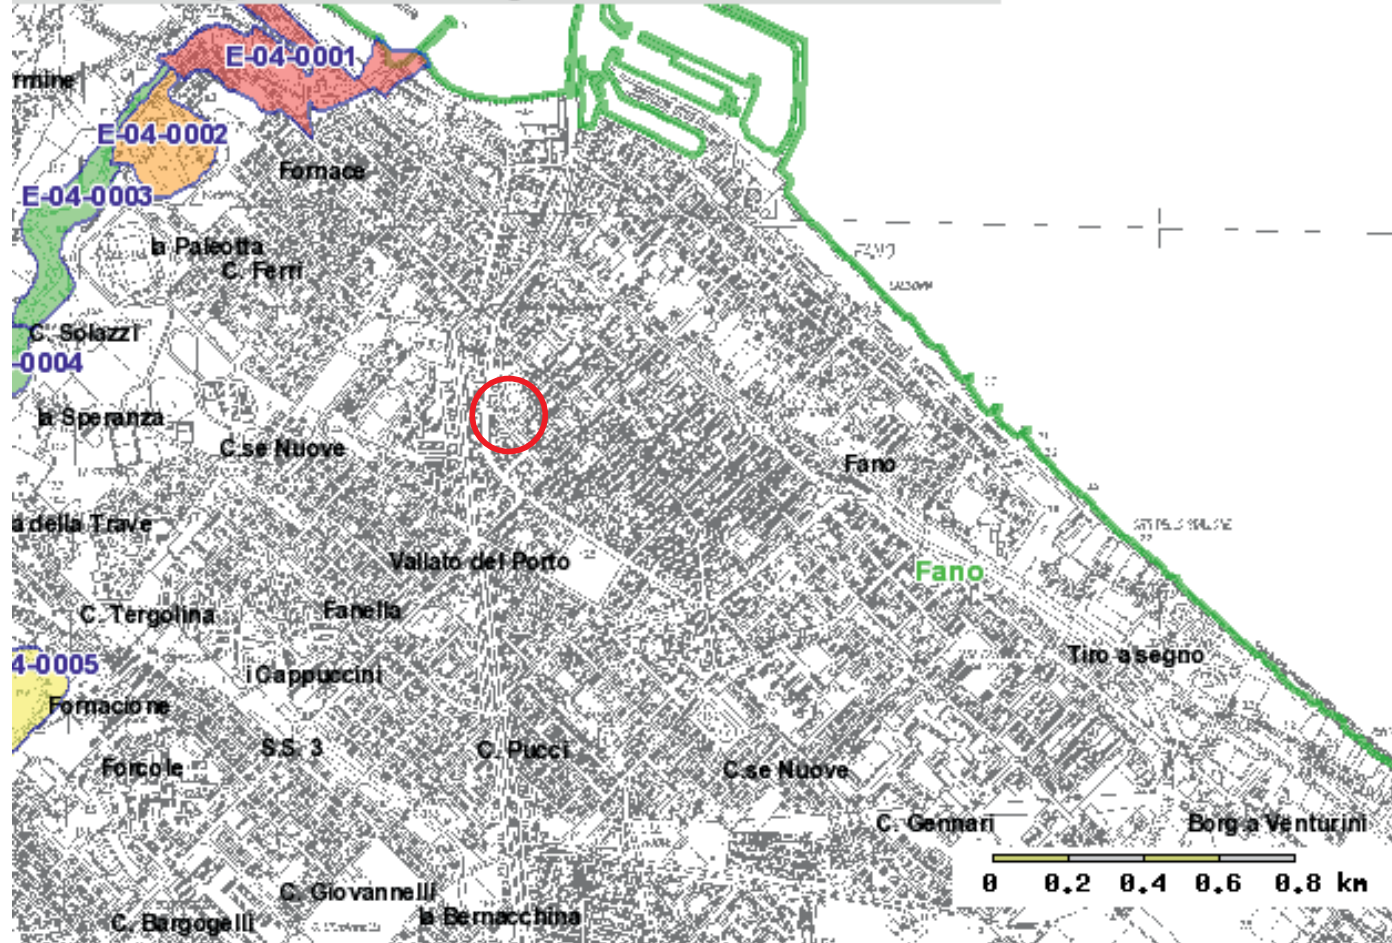 E-04-0001
rmine
E-04-0002
Fornace
E-04-0003
la Paleotta
C. Ferri
C. Solazzi
-0004
la Speranza
C.se Nuove
Fano
a della Trave
Vallato del Porto
Fano
C. Tergolina
Fanella
Tiro a segno
4-0005
i Cappuccini
Fornacione
S.S. 3
C. Pucci
Forcole
C.se Nuove
C. Gennari
Borg.a Venturini
0 0.2 0.4 0.6 0.8 km
C. Giovannelli
la Bernacchina
C. Bargogelli